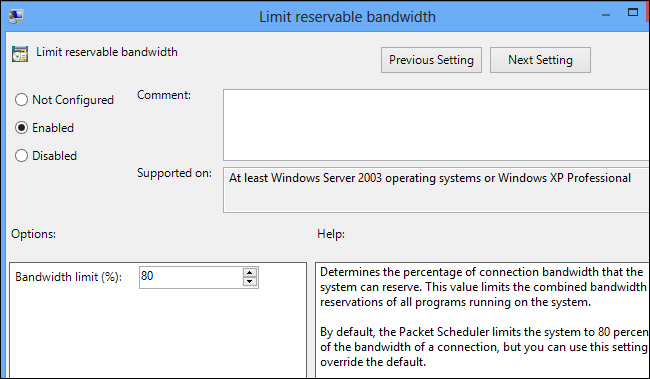 Limit reservable bandwidth
Limit reservable bandwidth
Previous Setting
Next Setting
Not Configured
Enabled
Disabled
Comment:
Supported on:
At least Windows Server 2003 operating systems or Windows XP Professional
Options:
Help:
Bandwidth limit (%):
80
Determines the percentage of connection bandwidth that the
system can reserve. This value limits the combined bandwidth
reservations of all programs running on the system.
By default, the Packet Scheduler limits the system to 80 percen
of the bandwidth of a connection, but you can use this setting
override the default.